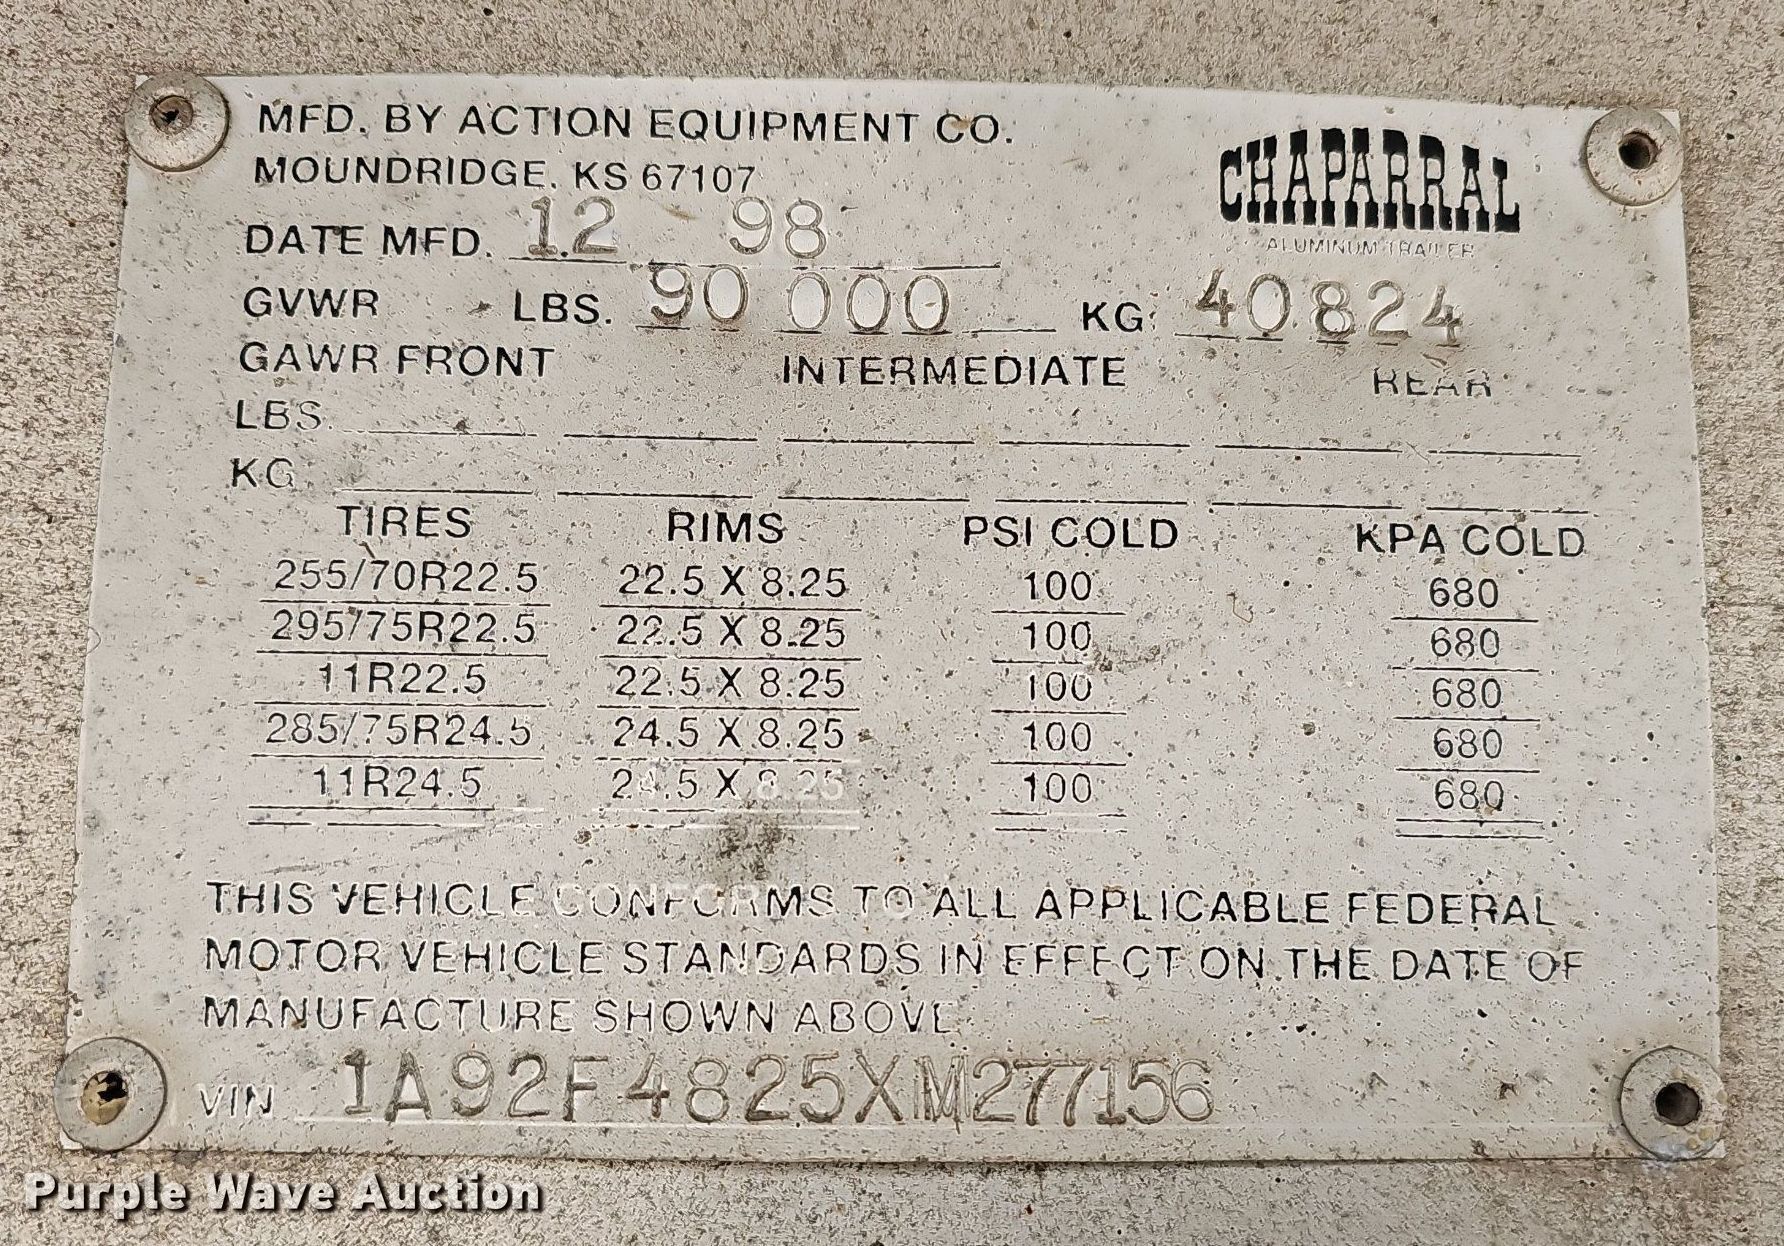 MFD. BY ACTION EQUIPMENT CO.
MOUNDRIDGE, KS 67107
CHAPARRAL
ALUMINUM TRAILER
DATE MFD. 12 98
GVWR LBS. 90 000 KG: 40824
GAWR FRONT INTERMEDIATE REAR
LBS.
KG.
TIRES RIMS PSI COLD KPA COLD
255/70R22.5 22.5 X 8.25 100 680
295/75R22.5 22.5 X 8.25 100 680
11R22.5 22.5 X 8.25 100 680
285/75R24.5 24.5 X 8.25 100 680
11R24.5 24.5 X 8.25 100 680
THIS VEHICLE CONFORMS TO ALL APPLICABLE FEDERAL
MOTOR VEHICLE STANDARDS IN EFFECT ON THE DATE OF
MANUFACTURE SHOWN ABOVE
VIN 1A92F4825XM277156
Purple Wave Auction